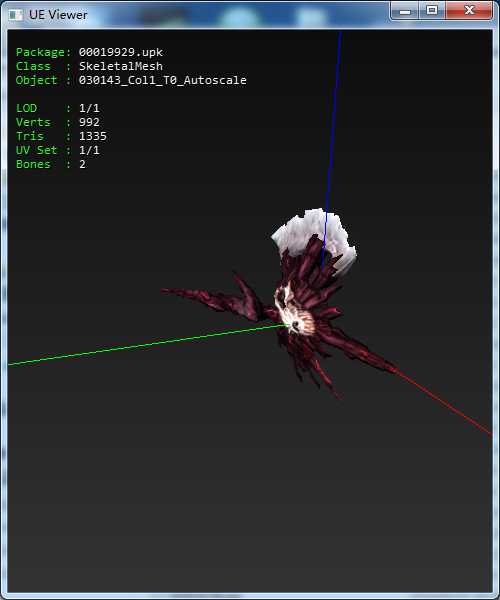 UE Viewer
Package: 00019929.upk
Class  : SkeletalMesh
Object : 030143_Col1_T0_Autoscale
LOD    : 1/1
Verts  : 992
Tris   : 1335
UV Set : 1/1
Bones  : 2